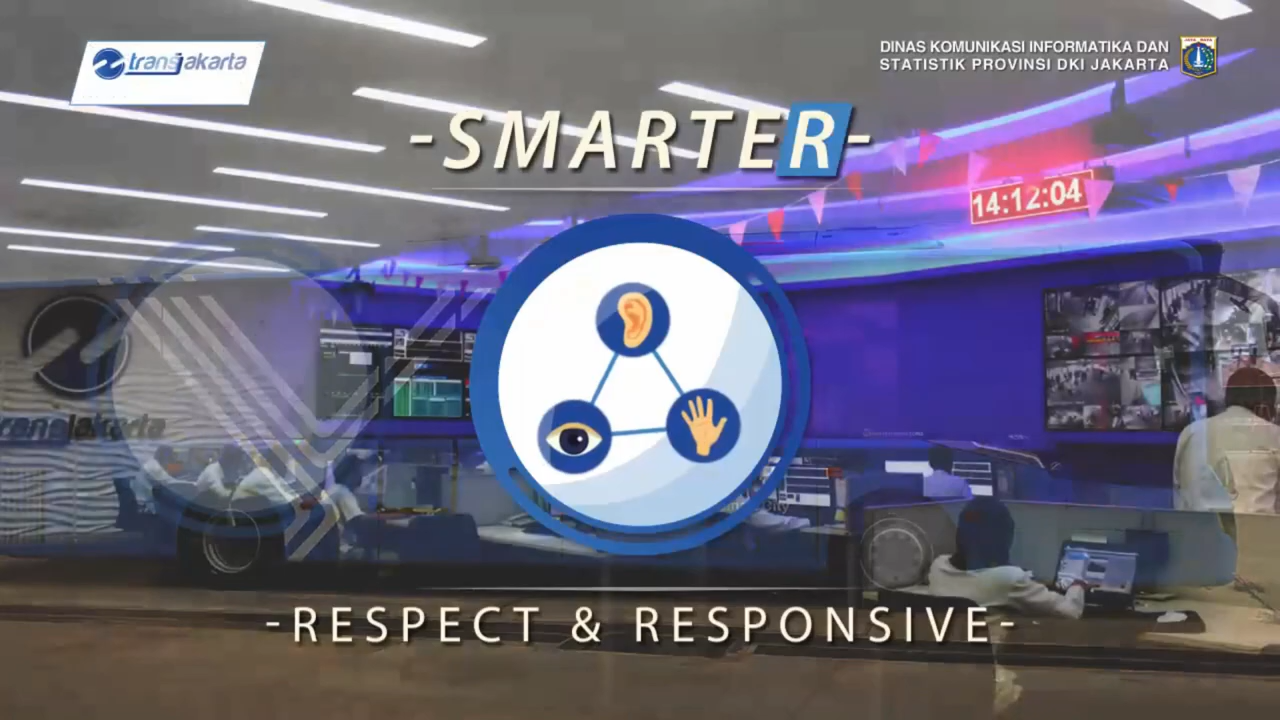 transjakarta
DINAS KOMUNIKASI INFORMATIKA DAN
STATISTIK PROVINSI DKI JAKARTA
-SMARTER-
14:12:04
transjakarta
-RESPECT & RESPONSIVE-